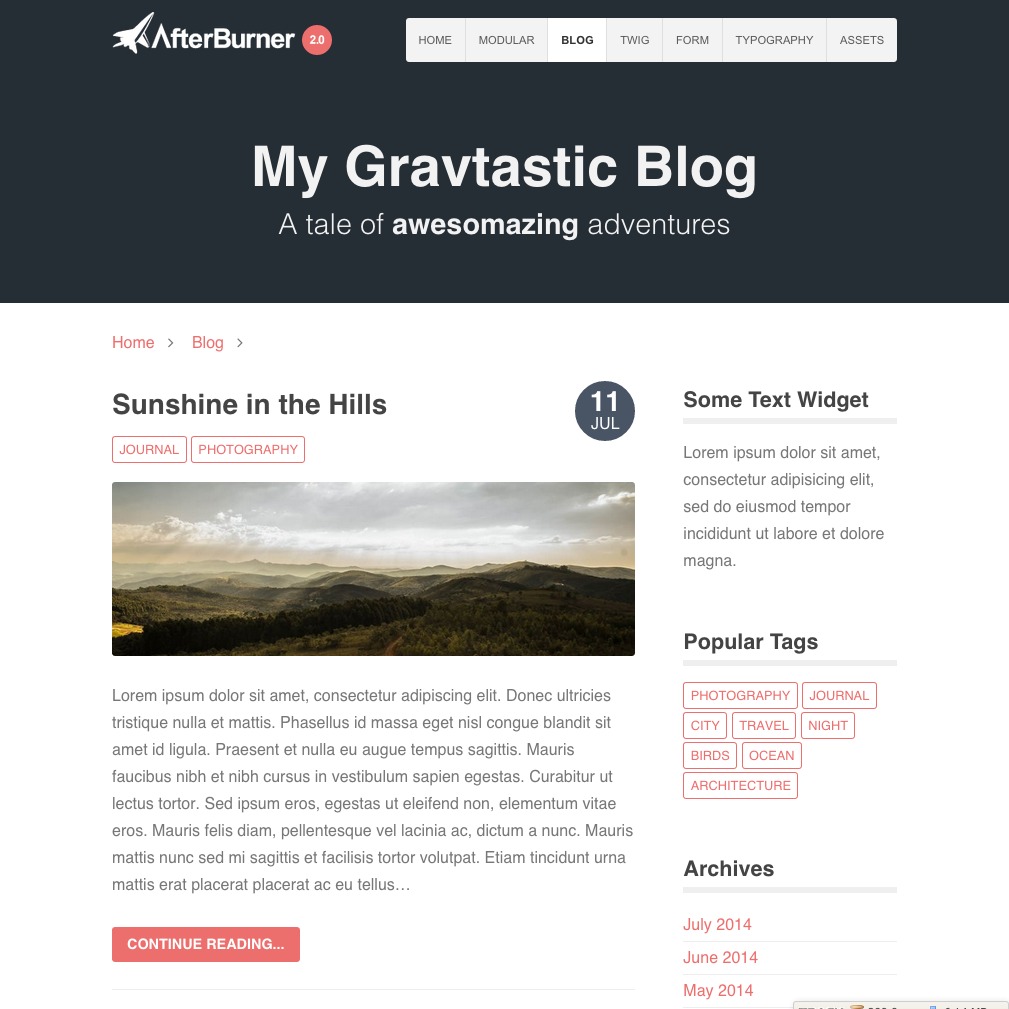 AfterBurner 2.0
HOME MODULAR BLOG TWIG FORM TYPOGRAPHY ASSETS
My Gravtastic Blog
A tale of awesomazing adventures
Home > Blog >
Sunshine in the Hills
11
JUL
JOURNAL PHOTOGRAPHY
Lorem ipsum dolor sit amet, consectetur adipiscing elit. Donec ultricies
tristique nulla et mattis. Phasellus id massa eget nisl congue blandit sit
amet id ligula. Praesent et nulla eu augue tempus sagittis. Mauris
faucibus nibh et nibh cursus in vestibulum sapien egestas. Curabitur ut
lectus tortor. Sed ipsum eros, egestas ut eleifend non, elementum vitae
eros. Mauris felis diam, pellentesque vel lacinia ac, dictum a nunc. Mauris
mattis nunc sed mi sagittis et facilisis tortor volutpat. Etiam tincidunt urna
mattis erat placerat placerat ac eu tellus…
CONTINUE READING...
Some Text Widget
Lorem ipsum dolor sit amet,
consectetur adipisicing elit,
sed do eiusmod tempor
incididunt ut labore et dolore
magna.
Popular Tags
PHOTOGRAPHY JOURNAL
CITY TRAVEL NIGHT
BIRDS OCEAN
ARCHITECTURE
Archives
July 2014
June 2014
May 2014